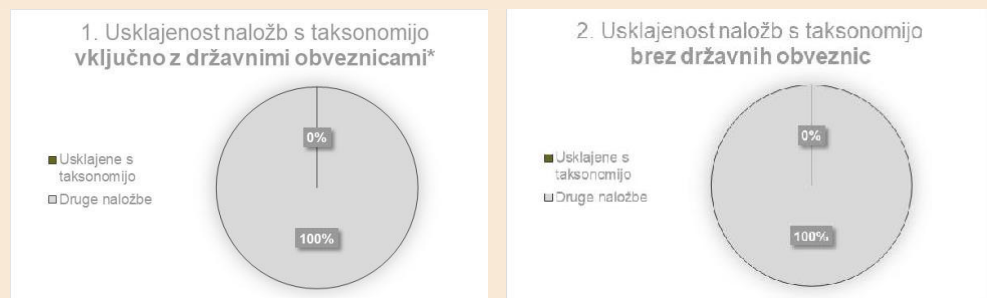 1. Usklajenost naložb s taksonomijo
vključno z državnimi obveznicami*
0%
Usklajene s
taksonomijo
Druge naložbe
100%
2. Usklajenost naložb s taksonomijo
brez državnih obveznic
0%
Usklajene s
taksonomijo
Druge naložbe
100%